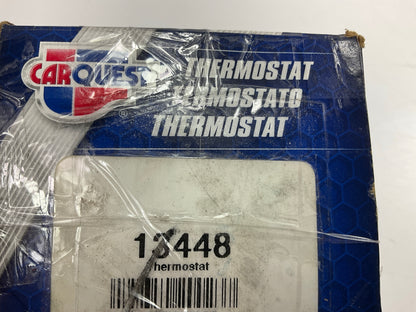 CARQUEST
THERMOSTAT
TERMOSTATO
THERMOSTAT
13448
Thermostat